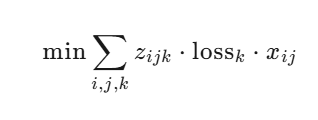 min ∑_{i,j,k} z_{ijk} · loss_k · x_{ij}